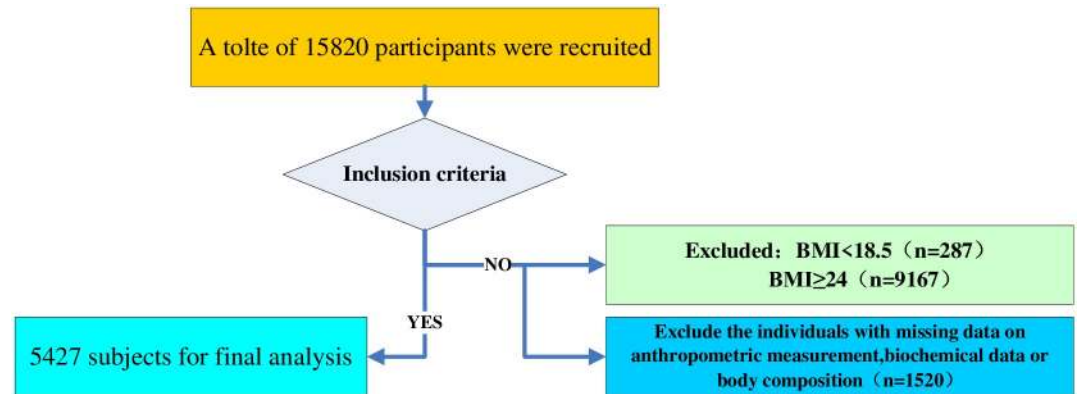 A tolte of 15820 participants were recruited
Inclusion criteria
NO
Excluded：BMI<18.5（n=287）
BMI≥24（n=9167）
YES
5427 subjects for final analysis
Exclude the individuals with missing data on
anthropometric measurement,biochemical data or
body composition（n=1520）